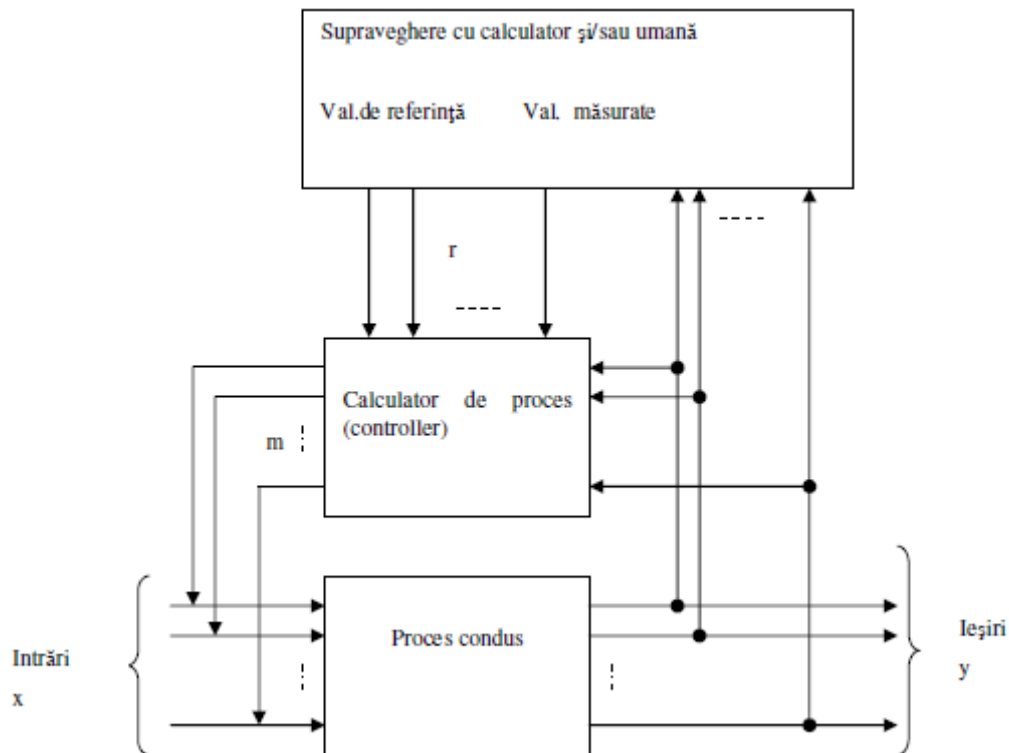 Supraveghere cu calculator şi/sau umană
Val.de referinţă Val. măsurate
r
Calculator de proces
(controller)
m
Proces condus
Intrări
x
Ieşiri
y